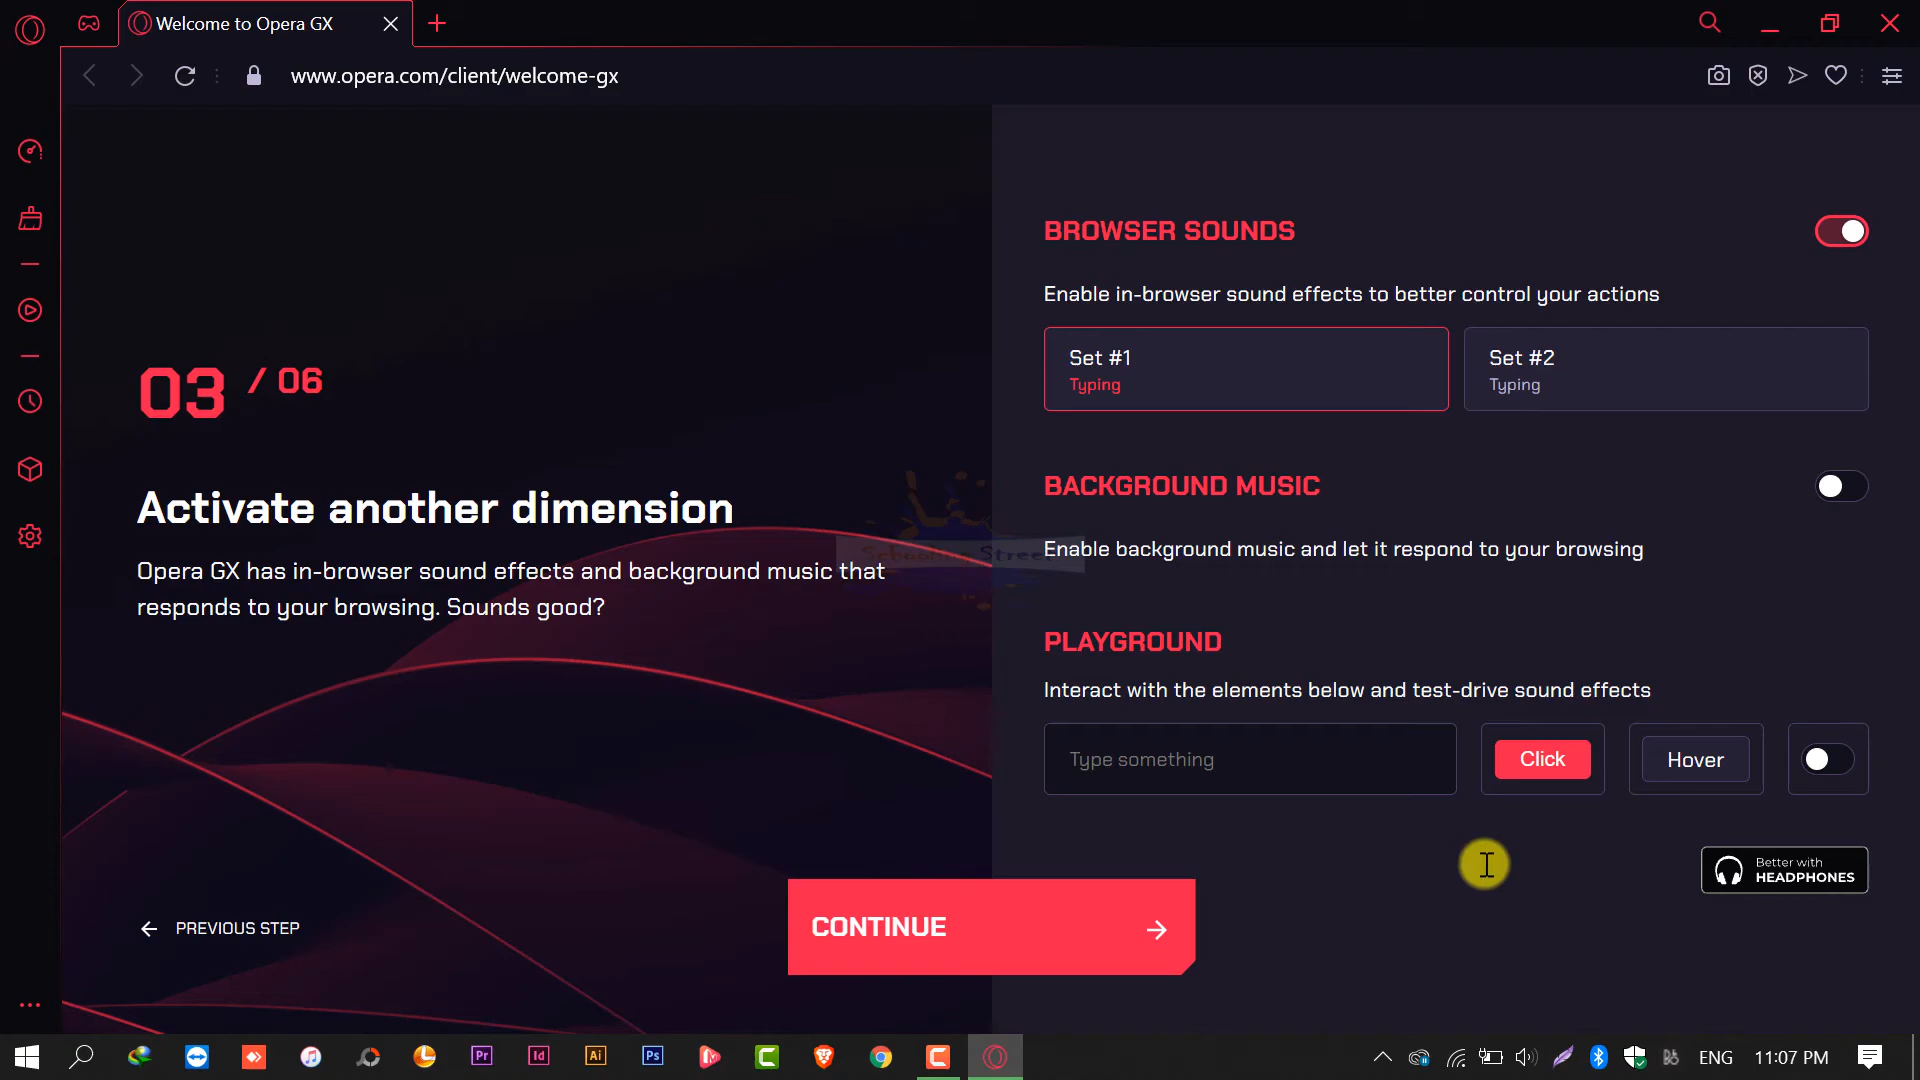 Welcome to Opera GX
www.opera.com/client/welcome-gx
03 / 06
Activate another dimension
Opera GX has in-browser sound effects and background music that
responds to your browsing. Sounds good?
PREVIOUS STEP
CONTINUE
BROWSER SOUNDS
Enable in-browser sound effects to better control your actions
Set #1
Typing
Set #2
Typing
BACKGROUND MUSIC
Enable background music and let it respond to your browsing
PLAYGROUND
Interact with the elements below and test-drive sound effects
Type something
Click
Hover
Better with
HEADPHONES
Pr
Id
Ai
Ps
ENG
11:07 PM